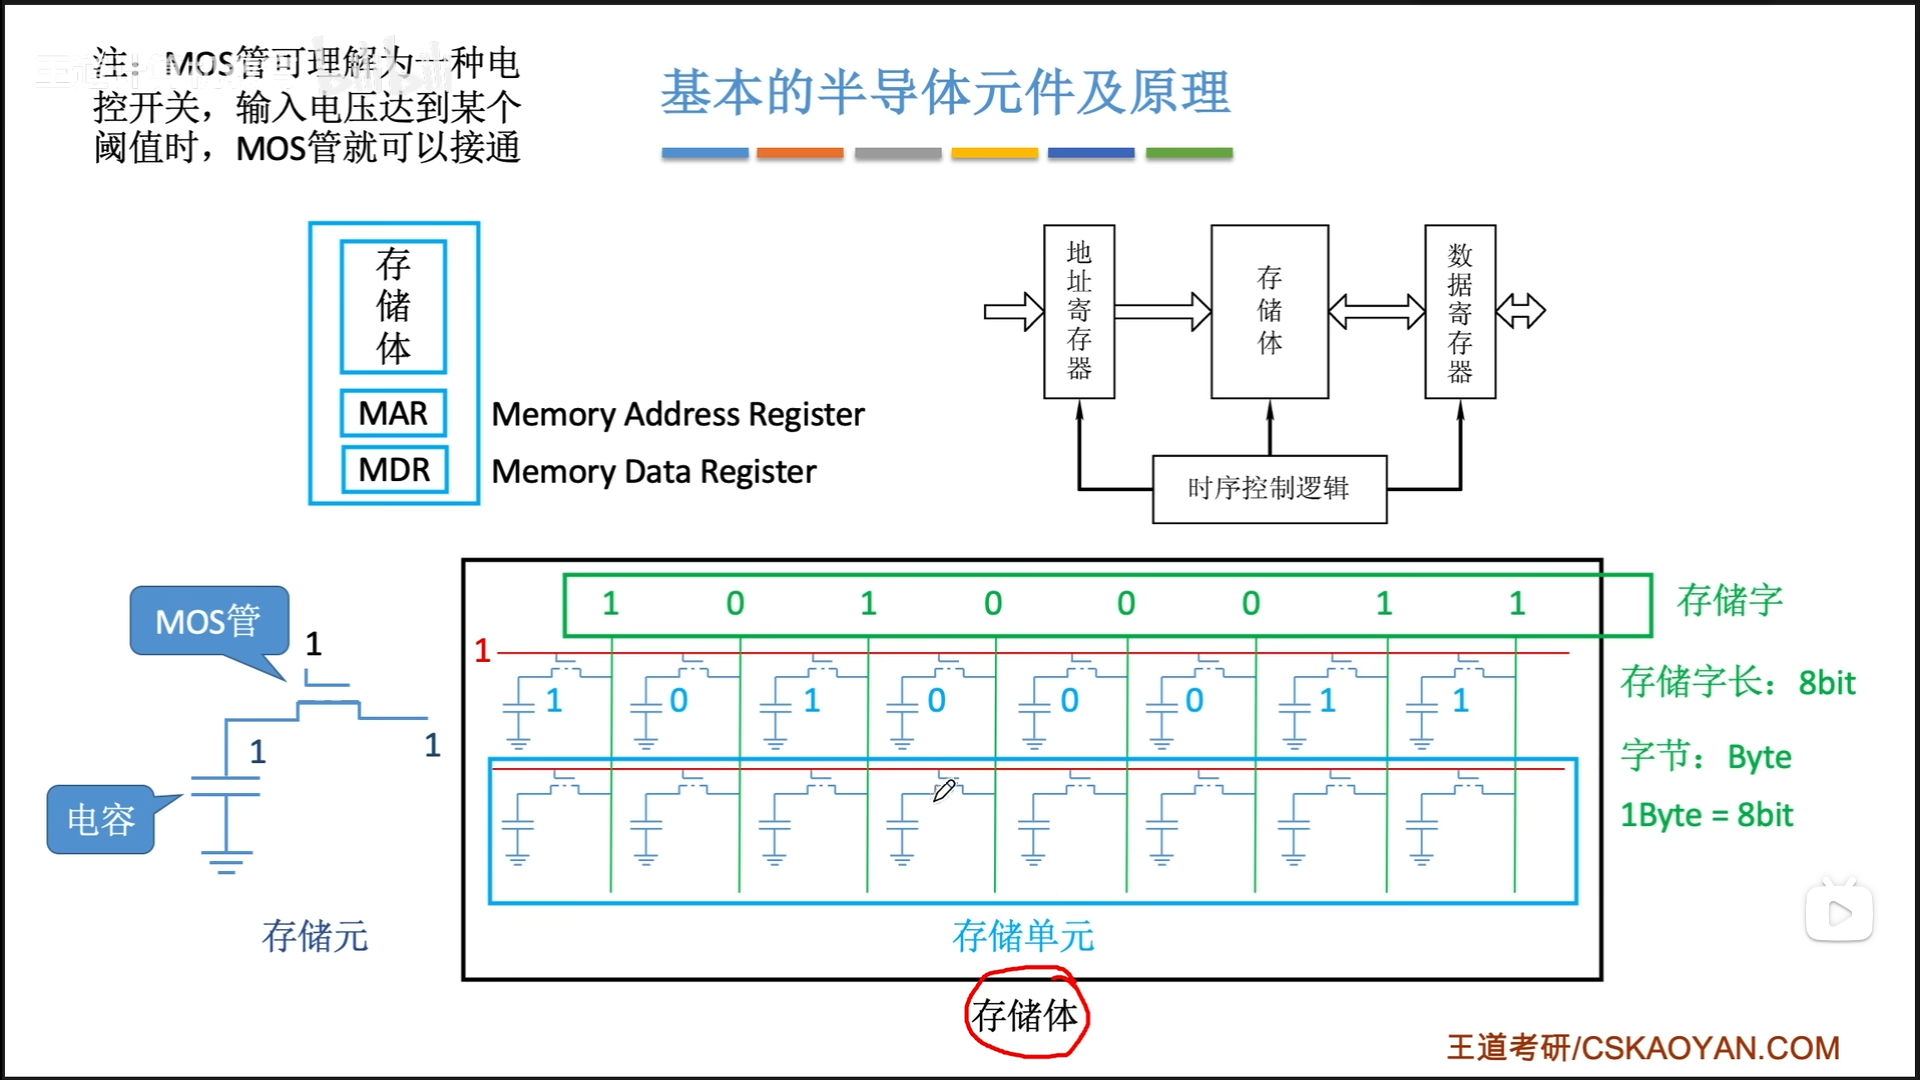 注：MOS管可理解为一种电
控开关，输入电压达到某个
阈值时，MOS管就可以接通
基本的半导体元件及原理
存储体
MAR
Memory Address Register
MDR
Memory Data Register
地址寄存器
存储体
数据寄存器
时序控制逻辑
MOS管
1
1
1
电容
存储元
1 0 1 0 0 0 1 1
存储字
1
1 0 1 0 0 0 1 1
存储字长：8bit
字节：Byte
1Byte = 8bit
存储单元
存储体
王道考研/CSKAOYAN.COM